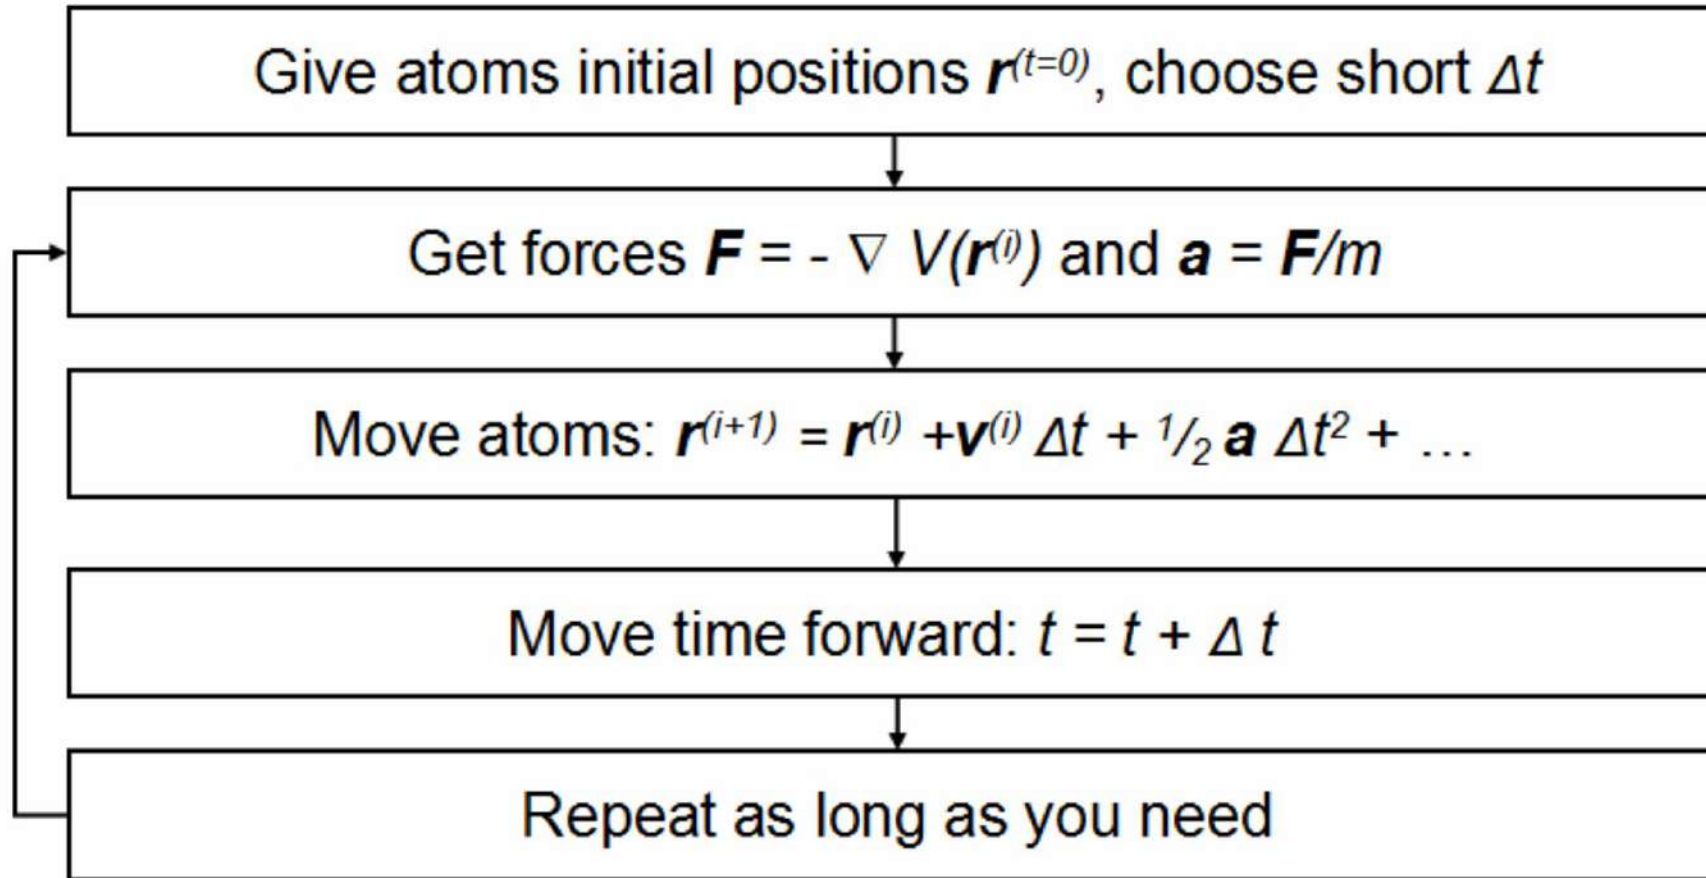 Give atoms initial positions r⁽ᵗ⁼⁰⁾, choose short Δt
Get forces F = - ∇ V(r⁽ⁱ⁾) and a = F/m
Move atoms: r⁽ⁱ⁺¹⁾ = r⁽ⁱ⁾ +v⁽ⁱ⁾ Δt + ¹/₂ a Δt² + …
Move time forward: t = t + Δ t
Repeat as long as you need